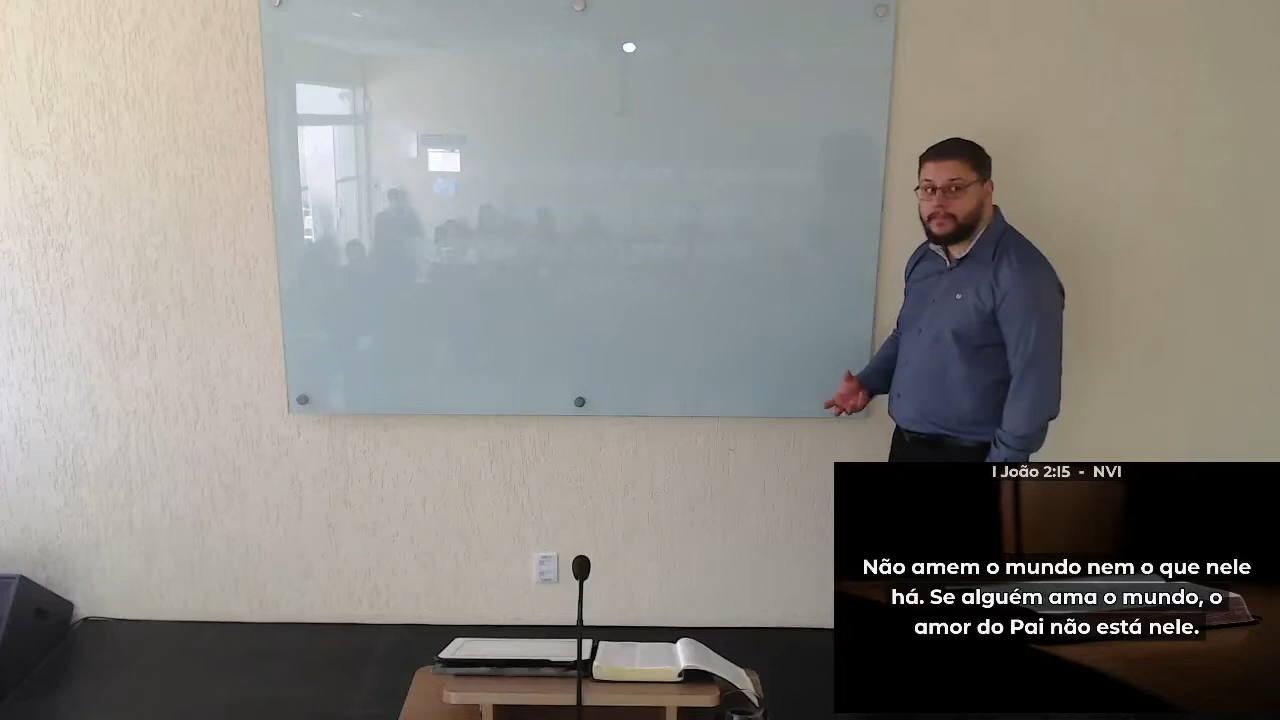 I João 2:15 - NVI
Não amem o mundo nem o que nele
há. Se alguém ama o mundo, o
amor do Pai não está nele.